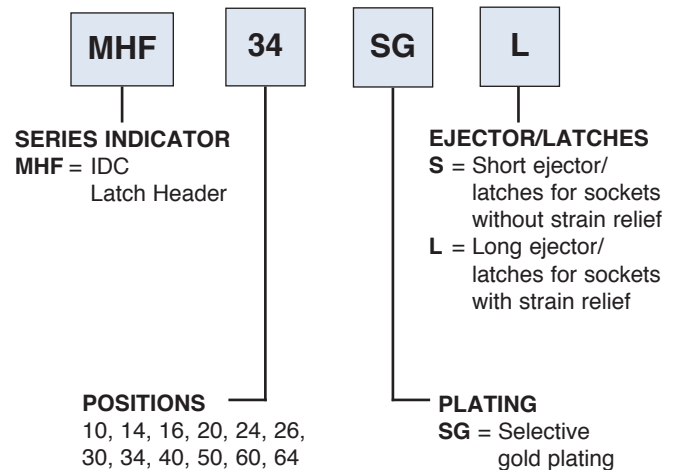 MHF 34 SG L
SERIES INDICATOR
MHF = IDC
Latch Header
EJECTOR/LATCHES
S = Short ejector/
latches for sockets
without strain relief
L = Long ejector/
latches for sockets
with strain relief
POSITIONS
10, 14, 16, 20, 24, 26,
30, 34, 40, 50, 60, 64
PLATING
SG = Selective
gold plating